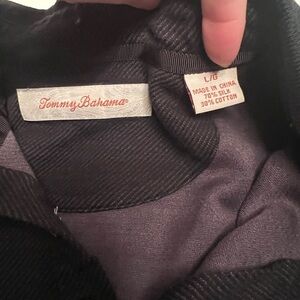 Tommy Bahama®
L/G
MADE IN CHINA
70% SILK
30% COTTON